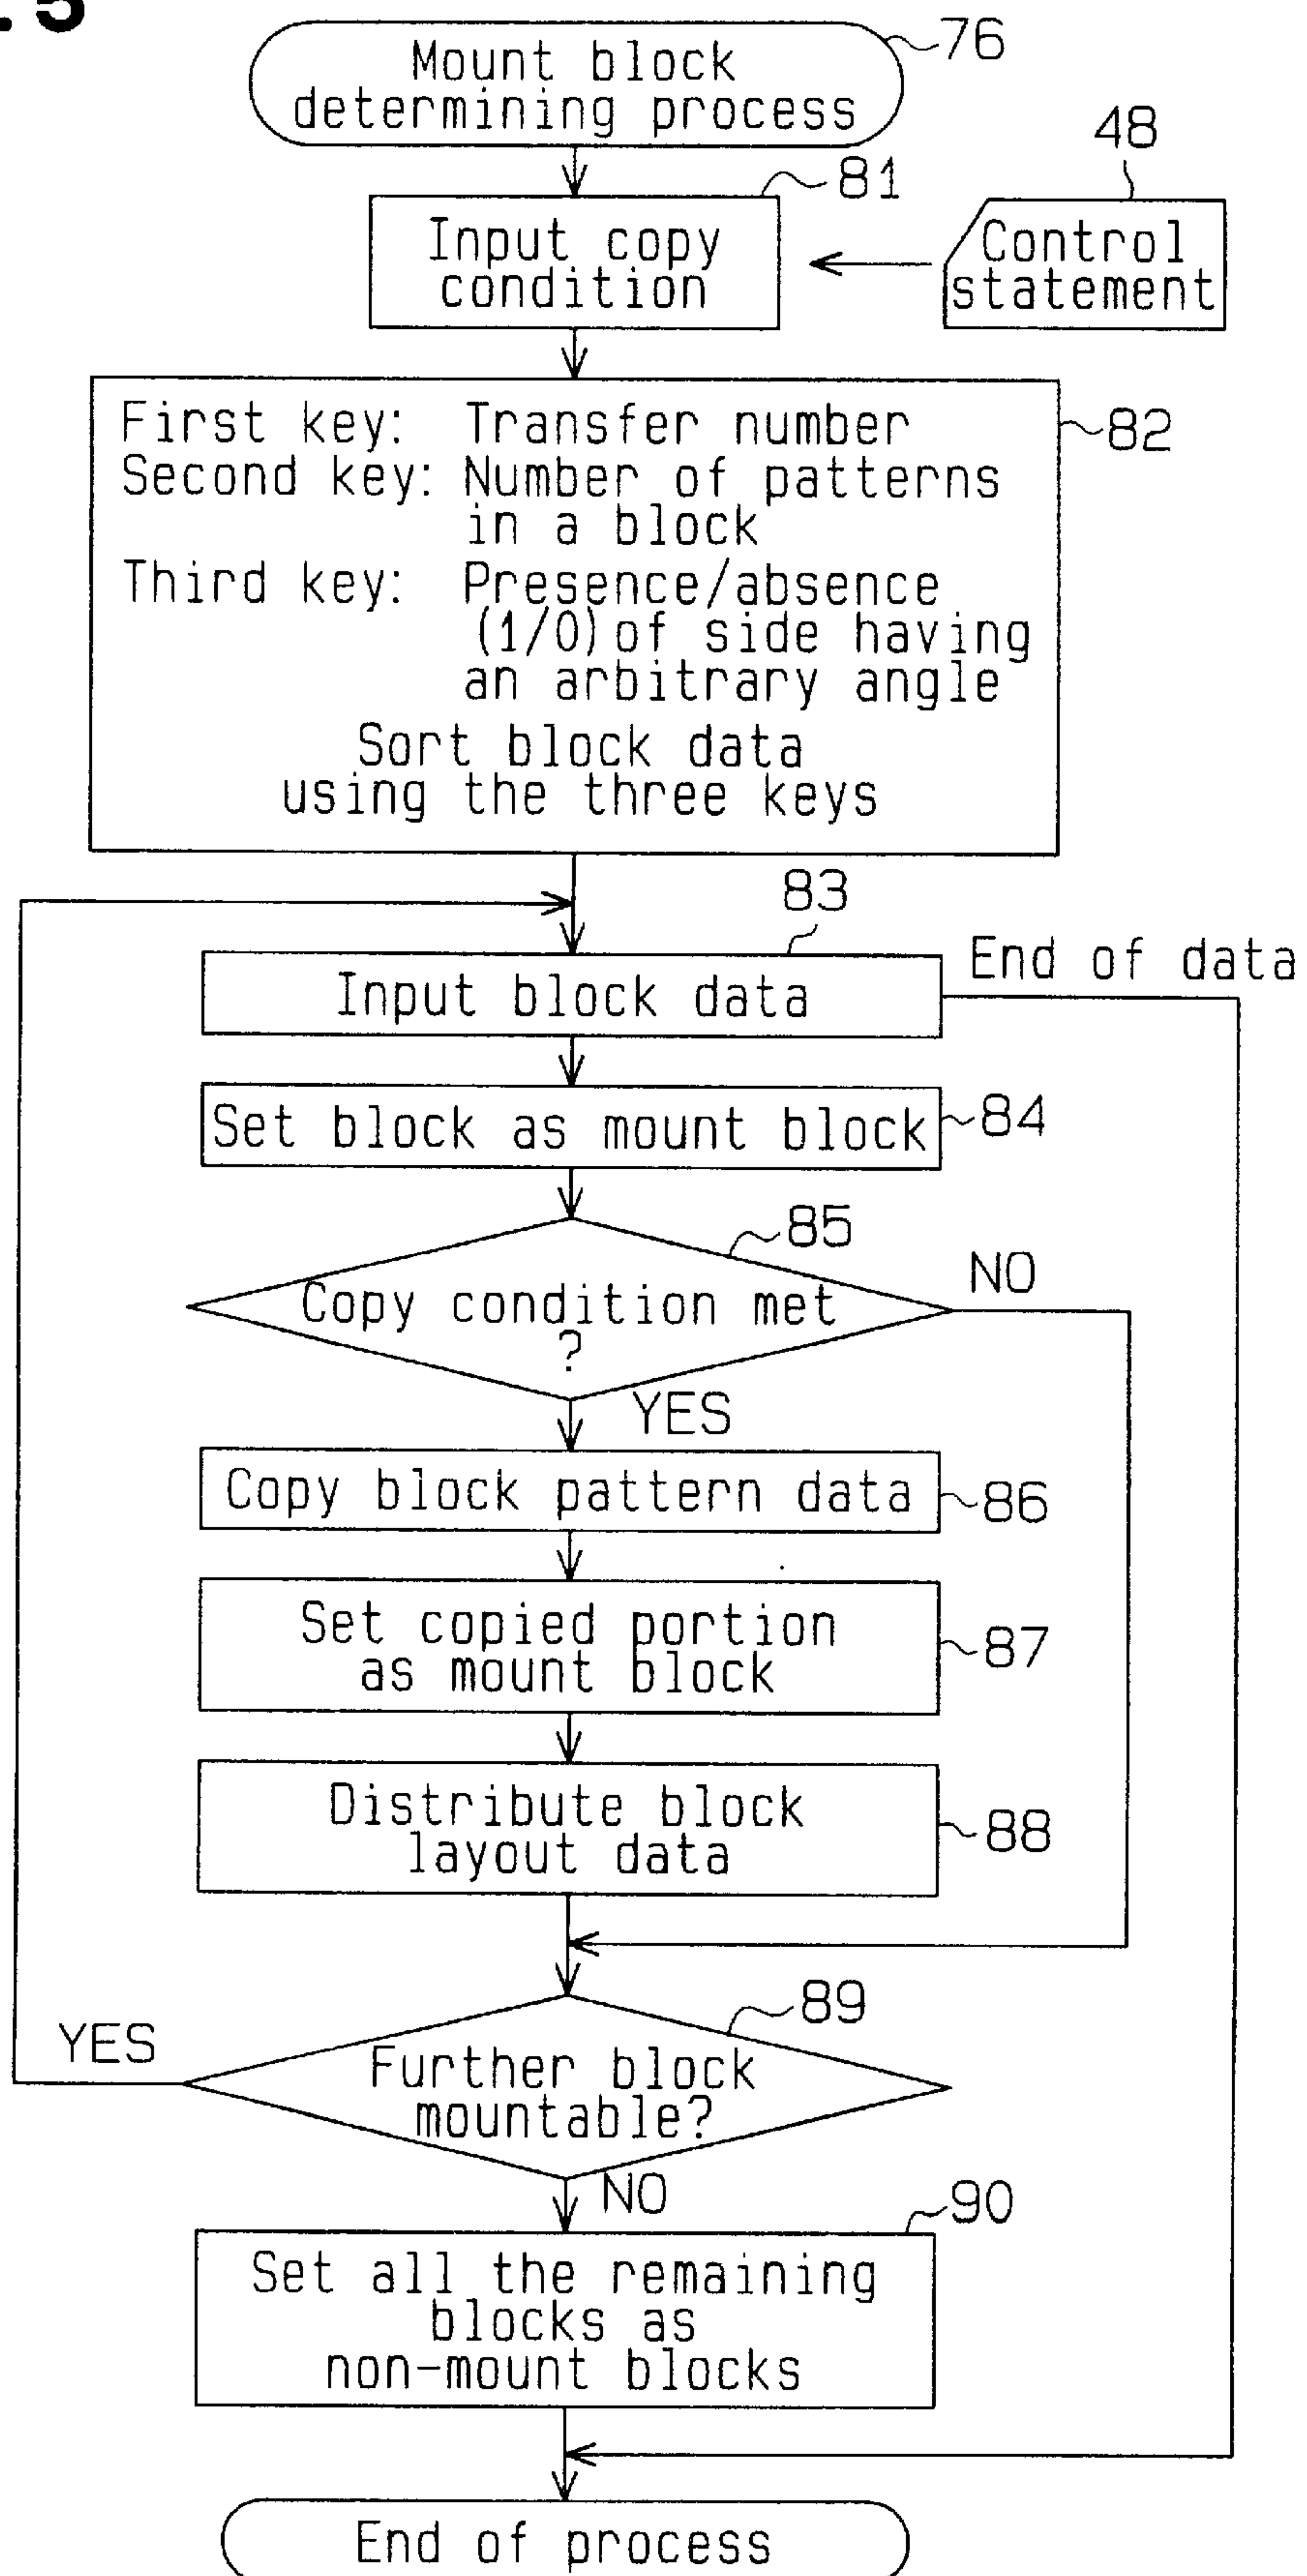 .5
Mount block
determining process
76
48
81
Input copy
condition
Control
statement
First key: Transfer number
82
Second key: Number of patterns
in a block
Third key: Presence/absence
(1/0) of side having
an arbitrary angle
Sort block data
using the three keys
83
End of data
Input block data
Set block as mount block
84
85
NO
Copy condition met
?
YES
Copy block pattern data
86
Set copied portion
as mount block
87
Distribute block
layout data
88
89
YES
Further block
mountable?
NO
90
Set all the remaining
blocks as
non-mount blocks
End of process